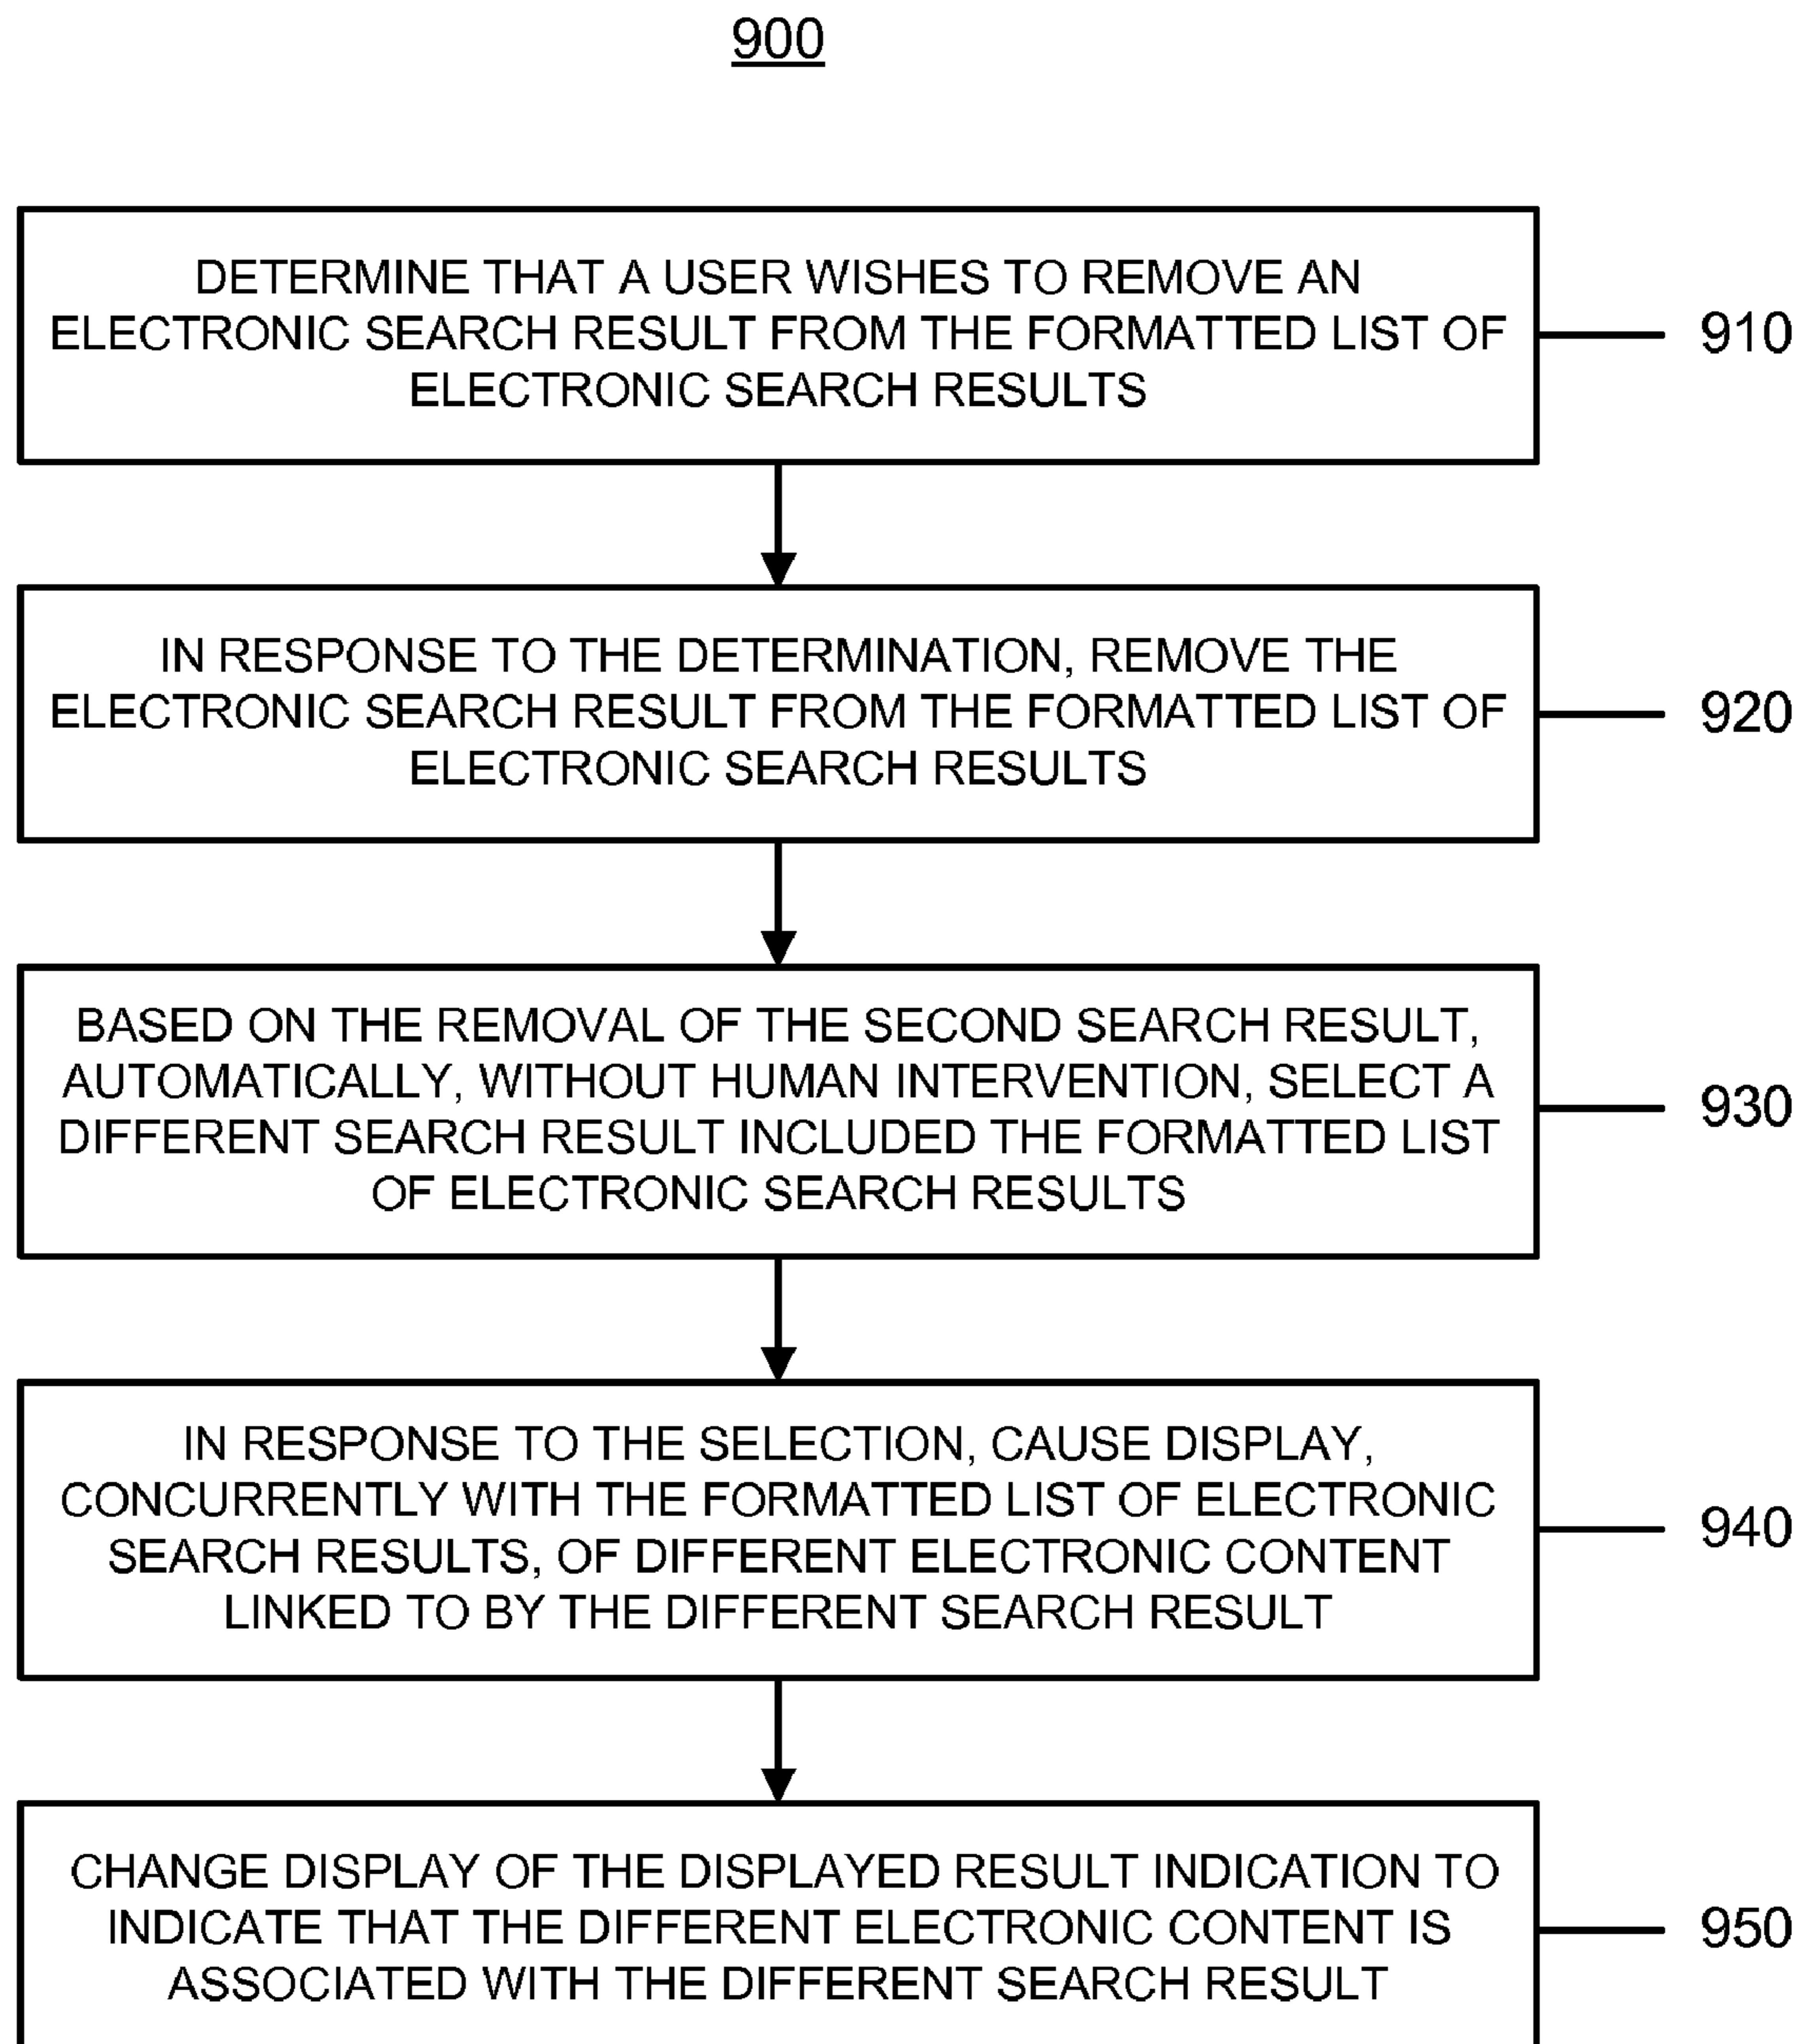 900
DETERMINE THAT A USER WISHES TO REMOVE AN
ELECTRONIC SEARCH RESULT FROM THE FORMATTED LIST OF
ELECTRONIC SEARCH RESULTS
910
IN RESPONSE TO THE DETERMINATION, REMOVE THE
ELECTRONIC SEARCH RESULT FROM THE FORMATTED LIST OF
ELECTRONIC SEARCH RESULTS
920
BASED ON THE REMOVAL OF THE SECOND SEARCH RESULT,
AUTOMATICALLY, WITHOUT HUMAN INTERVENTION, SELECT A
DIFFERENT SEARCH RESULT INCLUDED THE FORMATTED LIST
OF ELECTRONIC SEARCH RESULTS
930
IN RESPONSE TO THE SELECTION, CAUSE DISPLAY,
CONCURRENTLY WITH THE FORMATTED LIST OF ELECTRONIC
SEARCH RESULTS, OF DIFFERENT ELECTRONIC CONTENT
LINKED TO BY THE DIFFERENT SEARCH RESULT
940
CHANGE DISPLAY OF THE DISPLAYED RESULT INDICATION TO
INDICATE THAT THE DIFFERENT ELECTRONIC CONTENT IS
ASSOCIATED WITH THE DIFFERENT SEARCH RESULT
950